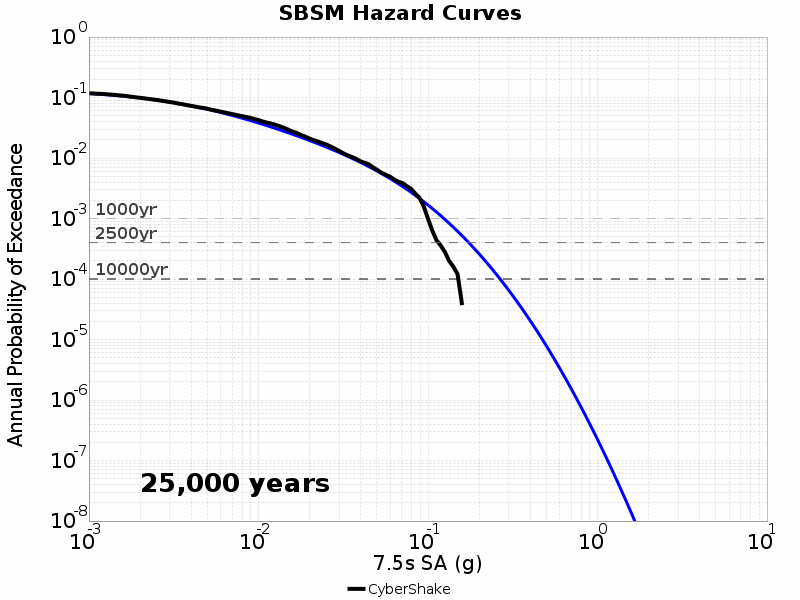 SBSM Hazard Curves
Annual Probability of Exceedance
10^0
10^-1
10^-2
10^-3
10^-4
10^-5
10^-6
10^-7
10^-8
1000yr
2500yr
10000yr
25,000 years
10^-3 10^-2 10^-1 10^0 10^1
7.5s SA (g)
CyberShake